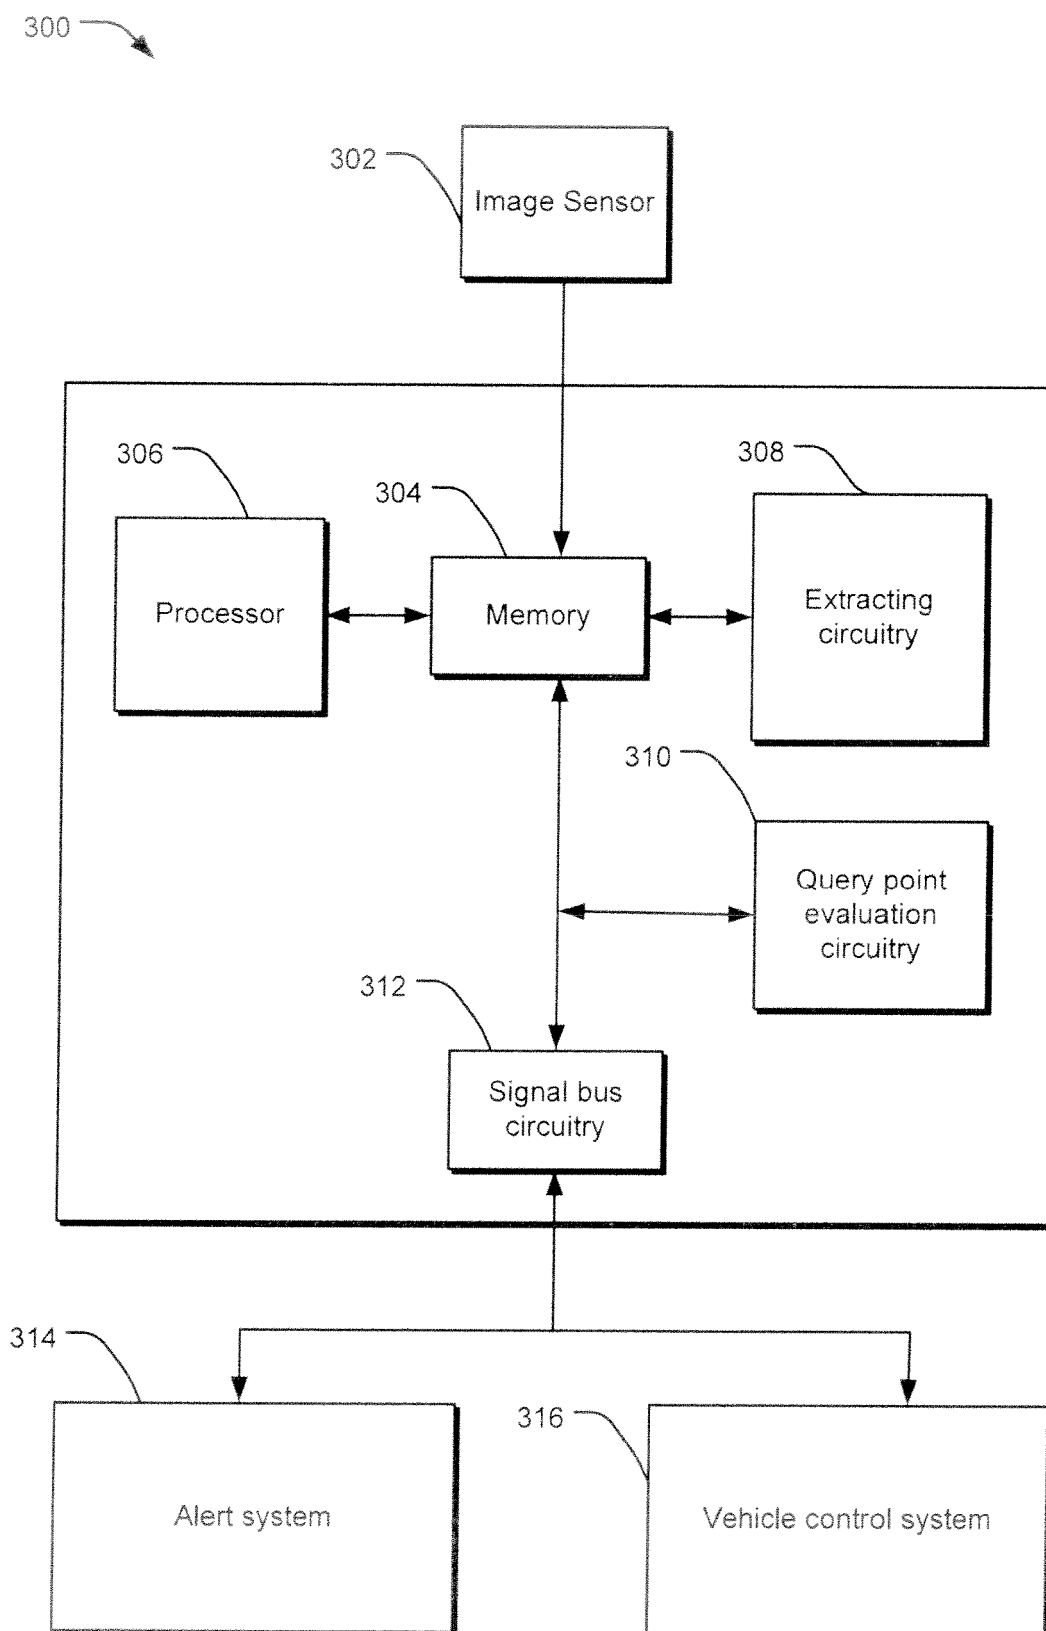 300
302
Image Sensor
306
304
308
Processor
Memory
Extracting
circuitry
310
Query point
evaluation
circuitry
312
Signal bus
circuitry
314
316
Alert system
Vehicle control system